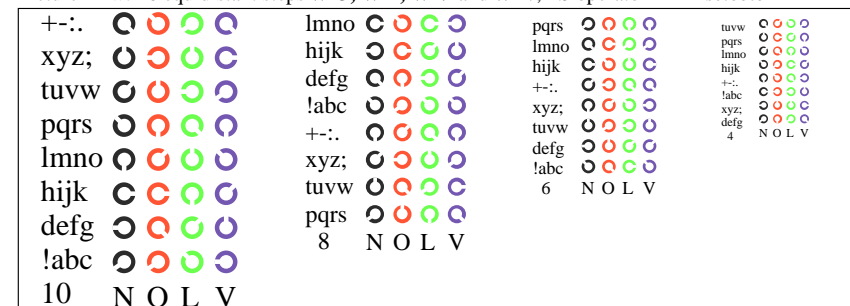 +-:.
xyz;
tuvw
pqrs
lmno
hijk
defg
!abc
10 N O L V
lmno
hijk
defg
!abc
+-:.
xyz;
tuvw
pqrs
8 N O L V
pqrs
lmno
hijk
+-:.
xyz;
tuvw
defg
!abc
6 N O L V
tuvw
pqrs
lmno
hijk
+-:.
!abc
xyz;
defg
4 N O L V